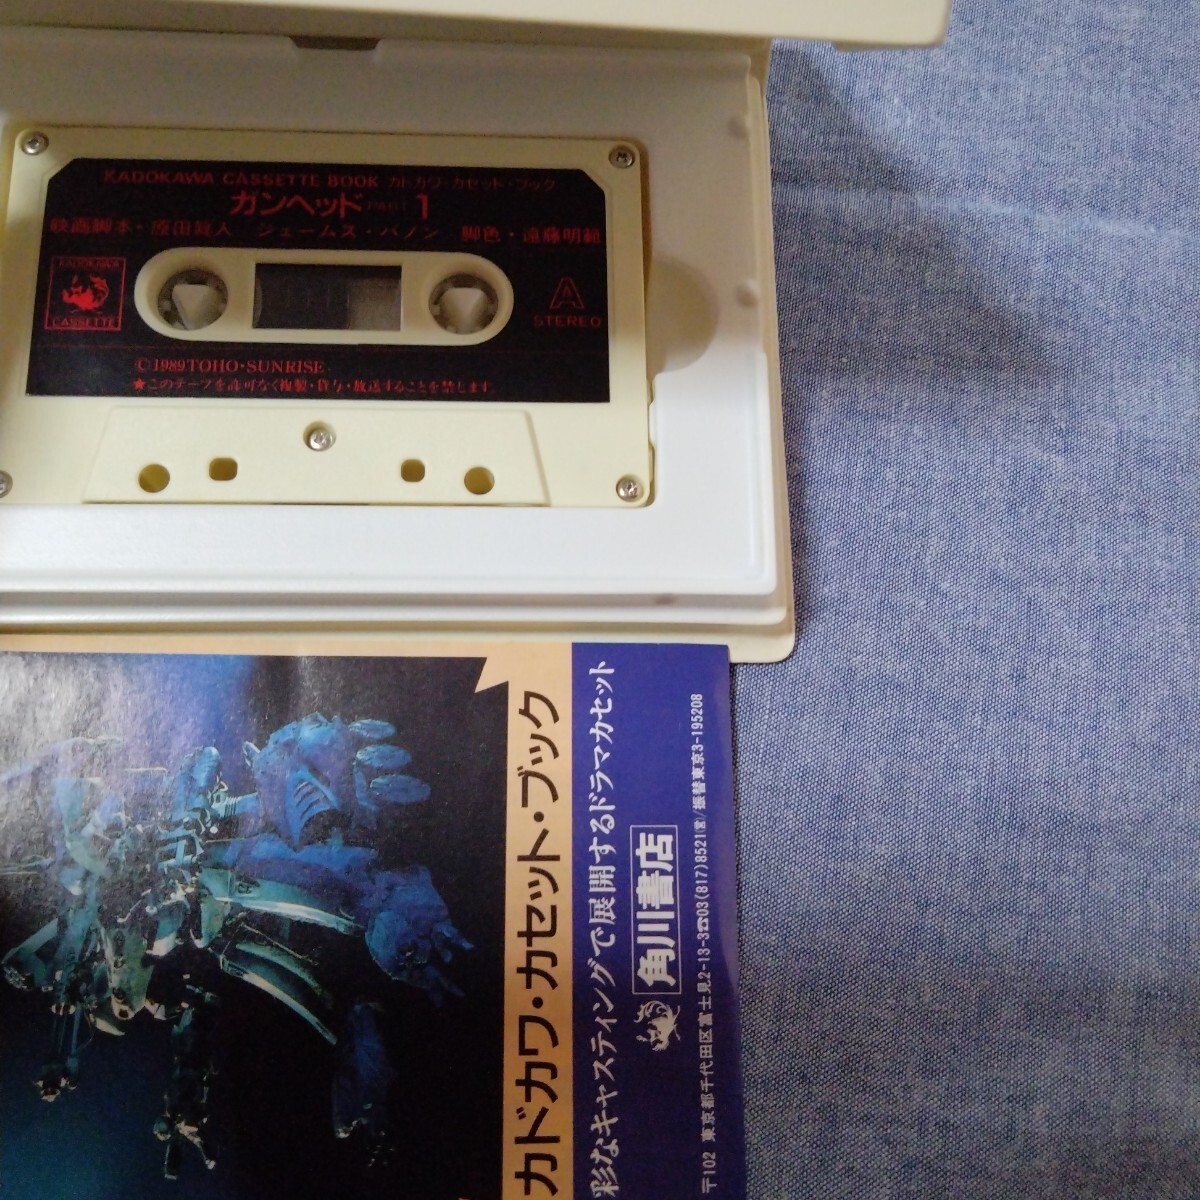 KADOKAWA CASSETTE BOOK カドカワ・カセット・ブック
ガンヘッド PART 1
映画脚本・原田眞人 ジェームス・バノン 脚色・遠藤明範
KADOKAWA
CASSETTE
A
STEREO
©1989 TOHO・SUNRISE
★このテープを許可なく複製・貸与・放送することを禁じます。
カドカワ・カセット・ブック
彩なキャスティングで展開するドラマカセット
角川書店
〒102 東京都千代田区富士見2-13-3☎03(817)8521(営)/振替東京3-195208